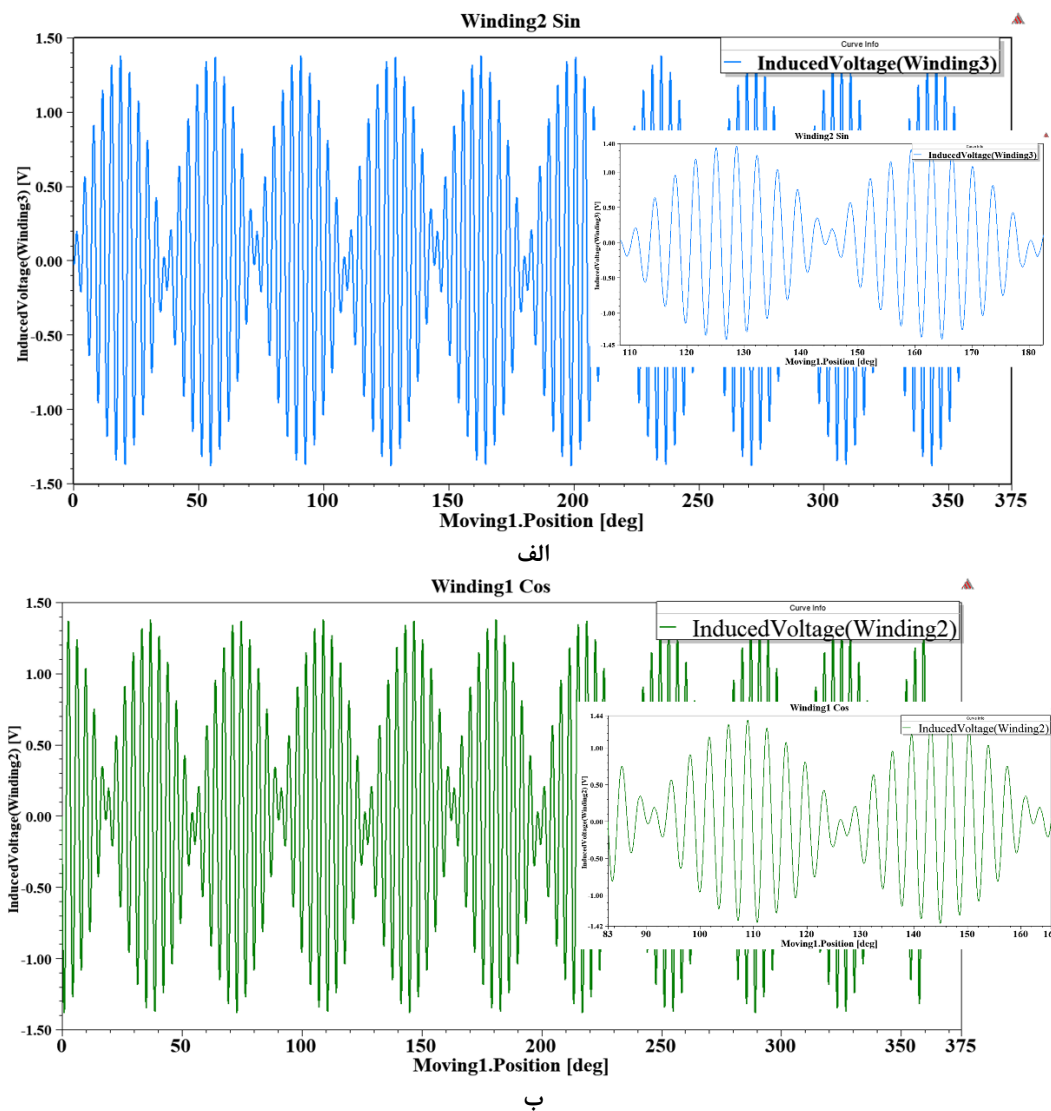 Winding2 Sin
Curve Info
InducedVoltage(Winding3)
InducedVoltage(Winding3) [V]
1.50
1.00
0.50
0.00
-0.50
-1.00
-1.50
0 50 100 150 200 250 300 350 375
Moving1.Position [deg]
Winding2 Sin
Curve Info
InducedVoltage(Winding3)
InducedVoltage(Winding3) [V]
1.40
1.00
0.50
0.00
-0.50
-1.00
-1.45
110 120 130 140 150 160 170 180
Moving1.Position [deg]
الف
Winding1 Cos
Curve Info
InducedVoltage(Winding2)
InducedVoltage(Winding2) [V]
1.50
1.00
0.50
0.00
-0.50
-1.00
-1.50
0 50 100 150 200 250 300 350 375
Moving1.Position [deg]
Winding1 Cos
Curve Info
InducedVoltage(Winding2)
InducedVoltage(Winding2) [V]
1.44
1.00
0.50
0.00
-0.50
-1.00
-1.42
83 90 100 110 120 130 140 150 160
Moving1.Position [deg]
ب